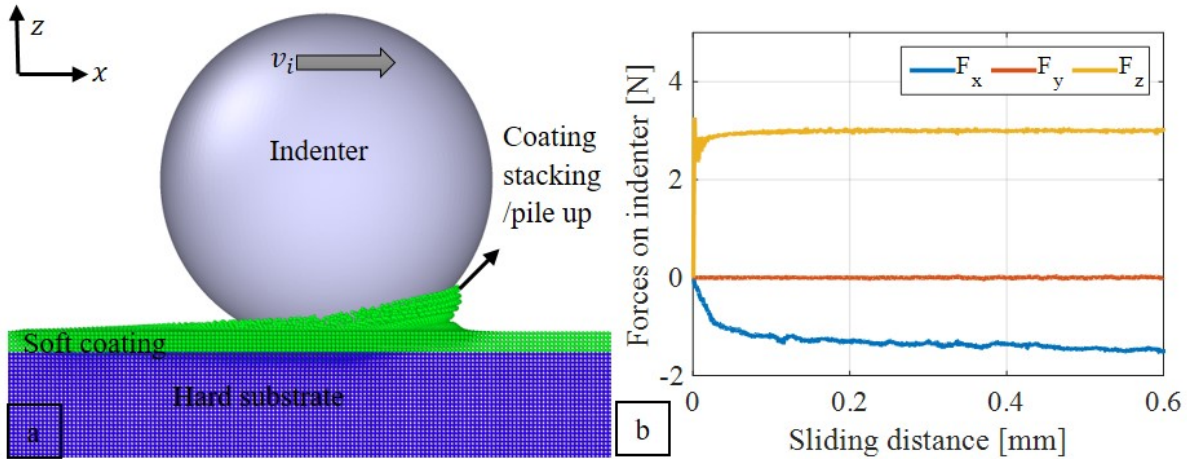 z
x
v_i
Indenter
Coating
stacking
/pile up
Soft coating
Hard substrate
a
F_x F_y F_z
Forces on indenter [N]
4
2
0
-2
0 0.2 0.4 0.6
Sliding distance [mm]
b